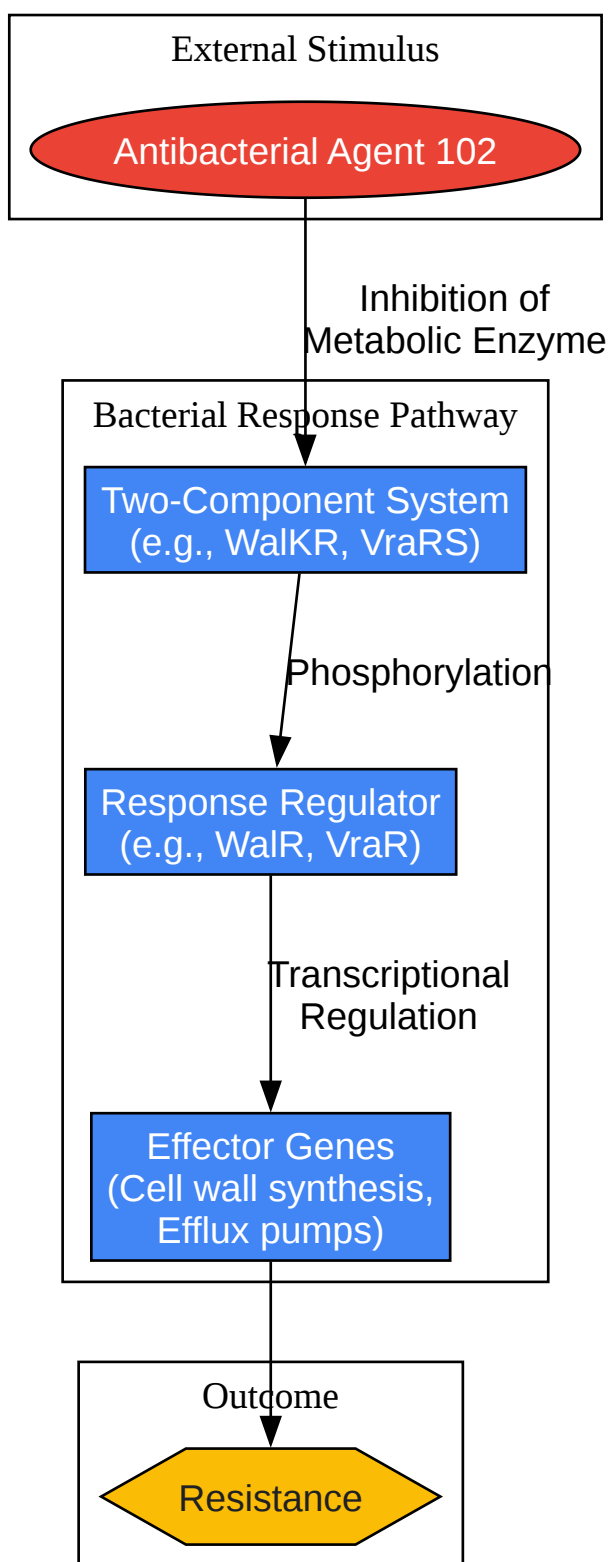 External Stimulus
Antibacterial Agent 102
Inhibition of
Metabolic Enzyme
Bacterial Response Pathway
Two-Component System
(e.g., WalKR, VraRS)
Phosphorylation
Response Regulator
(e.g., WalR, VraR)
Transcriptional
Regulation
Effector Genes
(Cell wall synthesis,
Efflux pumps)
Outcome
Resistance